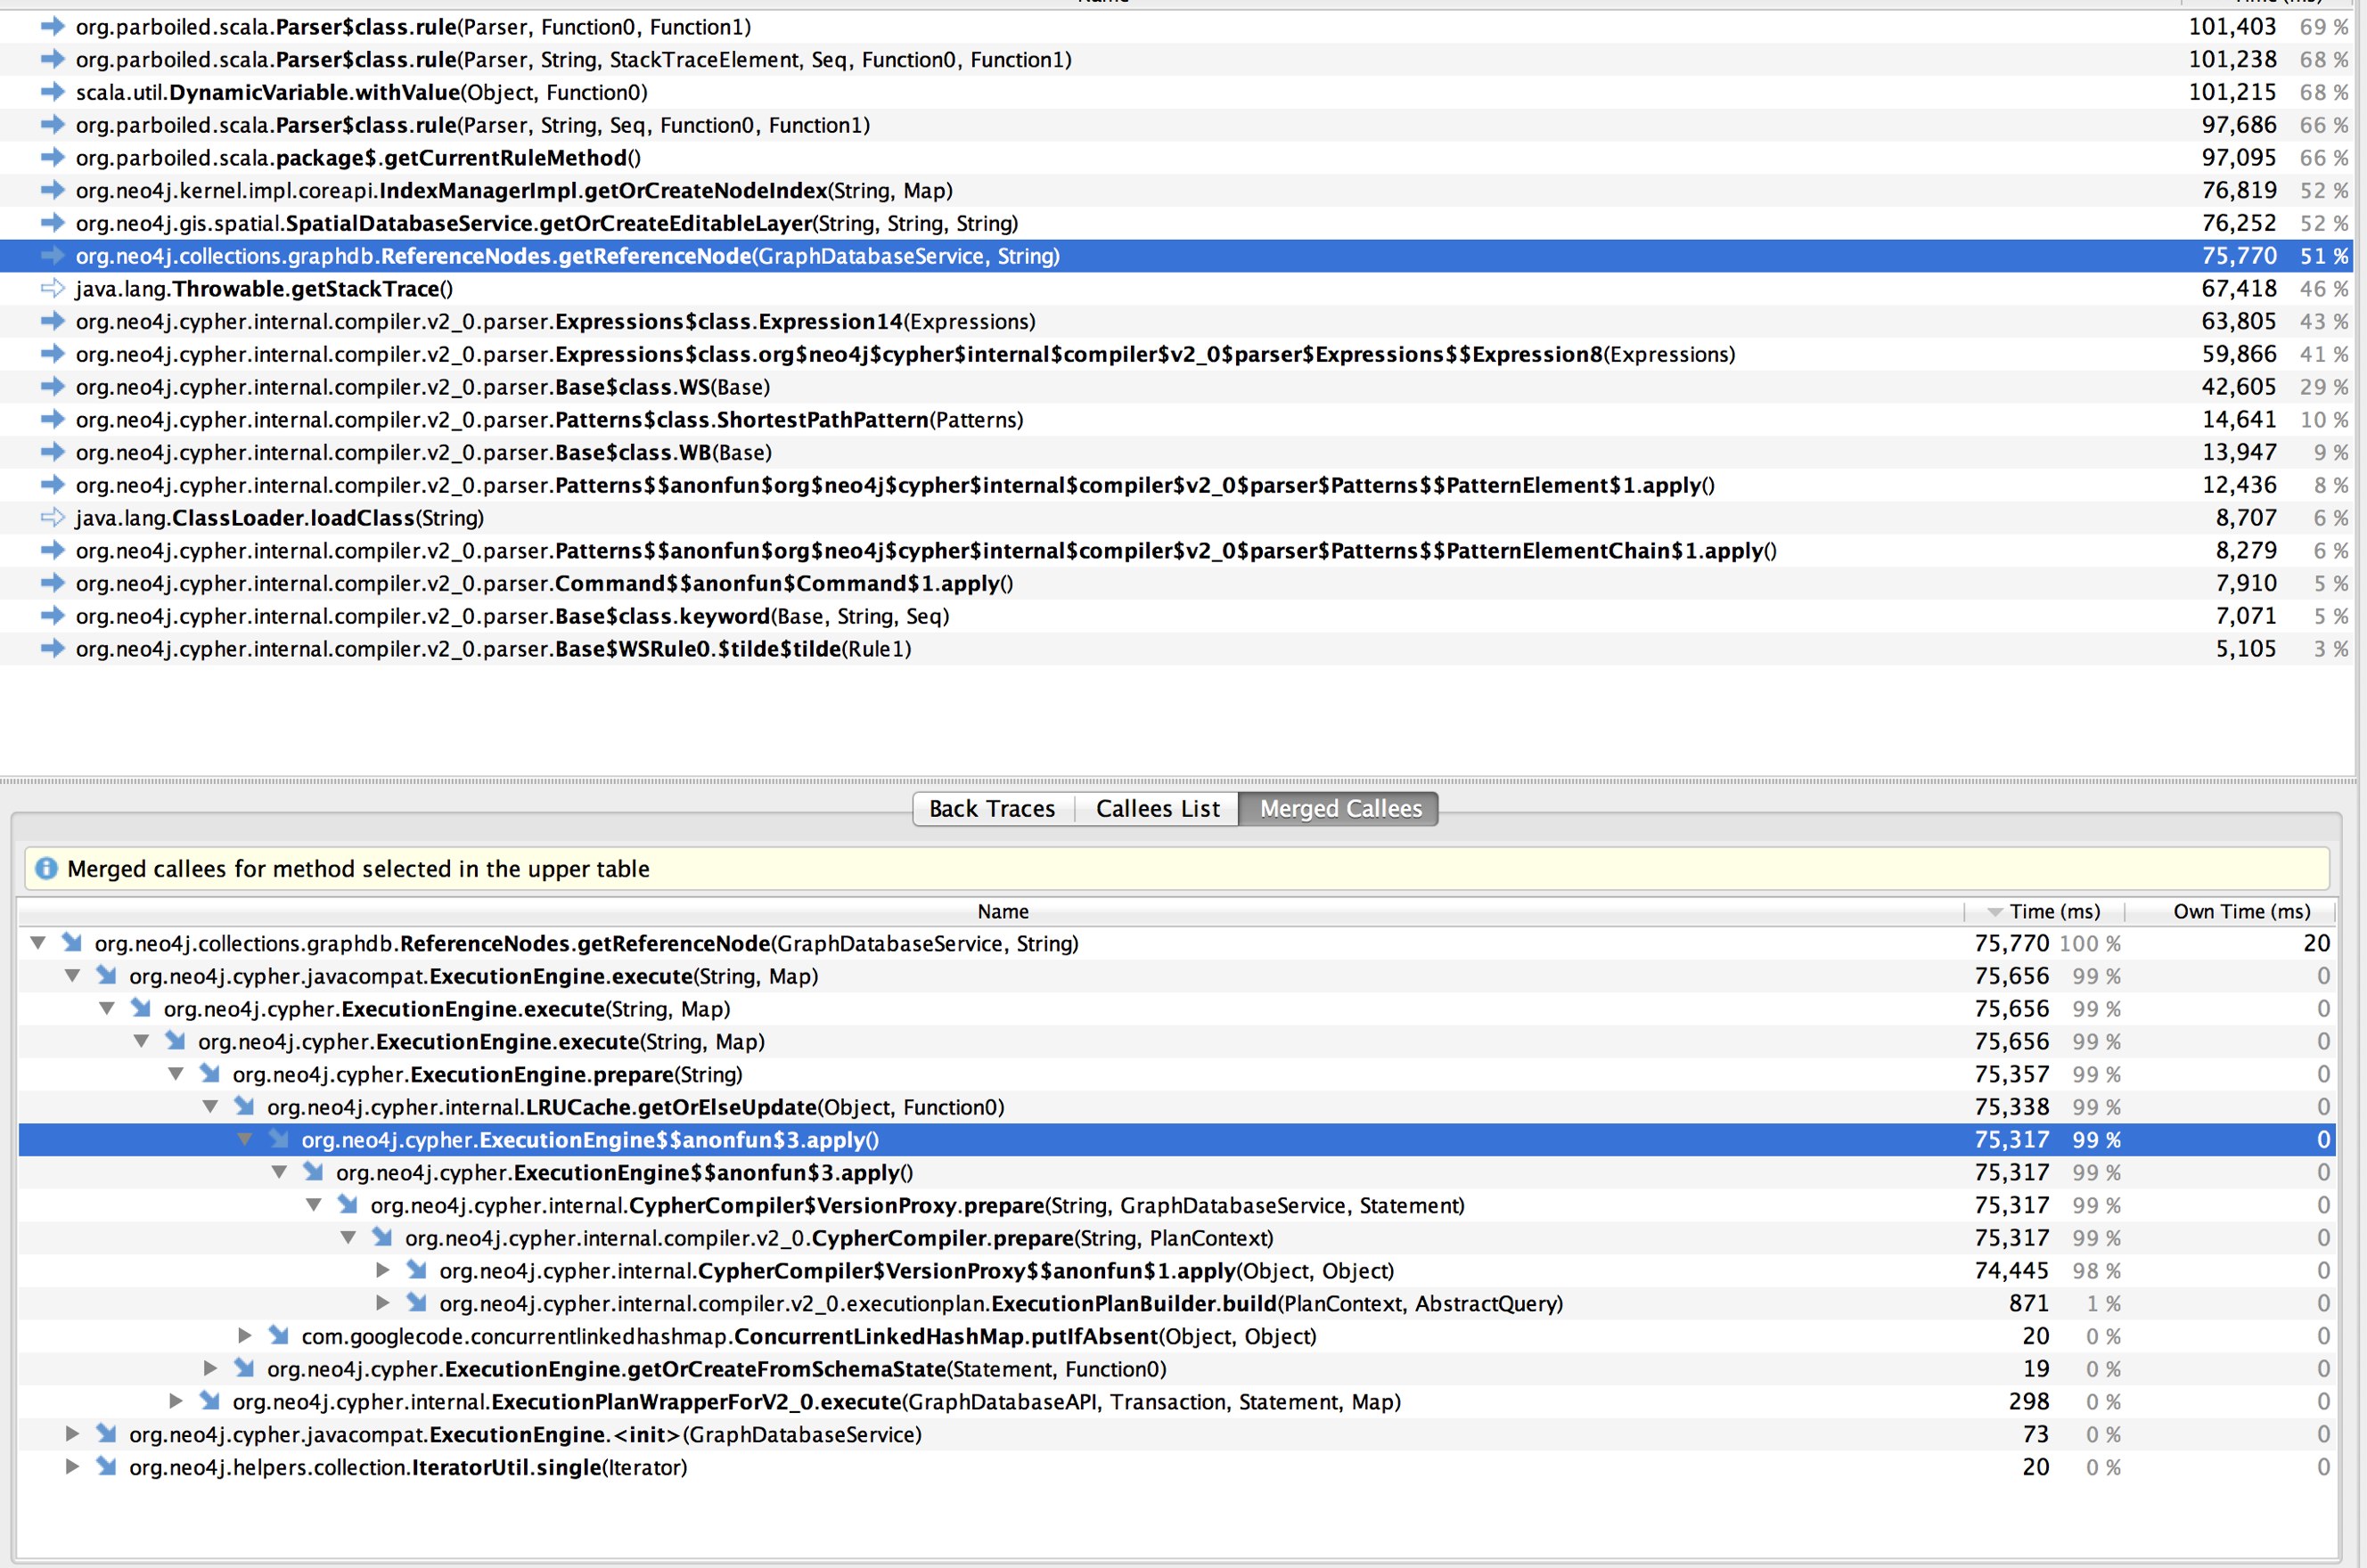 Name Time (ms)
org.parboiled.scala.Parser$class.rule(Parser, Function0, Function1) 101,403 69 %
org.parboiled.scala.Parser$class.rule(Parser, String, StackTraceElement, Seq, Function0, Function1) 101,238 68 %
scala.util.DynamicVariable.withValue(Object, Function0) 101,215 68 %
org.parboiled.scala.Parser$class.rule(Parser, String, Seq, Function0, Function1) 97,686 66 %
org.parboiled.scala.package$.getCurrentRuleMethod() 97,095 66 %
org.neo4j.kernel.impl.coreapi.IndexManagerImpl.getOrCreateNodeIndex(String, Map) 76,819 52 %
org.neo4j.gis.spatial.SpatialDatabaseService.getOrCreateEditableLayer(String, String, String) 76,252 52 %
org.neo4j.collections.graphdb.ReferenceNodes.getReferenceNode(GraphDatabaseService, String) 75,770 51 %
java.lang.Throwable.getStackTrace() 67,418 46 %
org.neo4j.cypher.internal.compiler.v2_0.parser.Expressions$class.Expression14(Expressions) 63,805 43 %
org.neo4j.cypher.internal.compiler.v2_0.parser.Expressions$class.org$neo4j$cypher$internal$compiler$v2_0$parser$Expressions$$Expression8(Expressions) 59,866 41 %
org.neo4j.cypher.internal.compiler.v2_0.parser.Base$class.WS(Base) 42,605 29 %
org.neo4j.cypher.internal.compiler.v2_0.parser.Patterns$class.ShortestPathPattern(Patterns) 14,641 10 %
org.neo4j.cypher.internal.compiler.v2_0.parser.Base$class.WB(Base) 13,947 9 %
org.neo4j.cypher.internal.compiler.v2_0.parser.Patterns$$anonfun$org$neo4j$cypher$internal$compiler$v2_0$parser$Patterns$$PatternElement$1.apply() 12,436 8 %
java.lang.ClassLoader.loadClass(String) 8,707 6 %
org.neo4j.cypher.internal.compiler.v2_0.parser.Patterns$$anonfun$org$neo4j$cypher$internal$compiler$v2_0$parser$Patterns$$PatternElementChain$1.apply() 8,279 6 %
org.neo4j.cypher.internal.compiler.v2_0.parser.Command$$anonfun$Command$1.apply() 7,910 5 %
org.neo4j.cypher.internal.compiler.v2_0.parser.Base$class.keyword(Base, String, Seq) 7,071 5 %
org.neo4j.cypher.internal.compiler.v2_0.parser.Base$WSRule0.$tilde$tilde(Rule1) 5,105 3 %
Back Traces Callees List Merged Callees
Merged callees for method selected in the upper table
Name Time (ms) Own Time (ms)
org.neo4j.collections.graphdb.ReferenceNodes.getReferenceNode(GraphDatabaseService, String) 75,770 100 % 20
org.neo4j.cypher.javacompat.ExecutionEngine.execute(String, Map) 75,656 99 % 0
org.neo4j.cypher.ExecutionEngine.execute(String, Map) 75,656 99 % 0
org.neo4j.cypher.ExecutionEngine.execute(String, Map) 75,656 99 % 0
org.neo4j.cypher.ExecutionEngine.prepare(String) 75,357 99 % 0
org.neo4j.cypher.internal.LRUCache.getOrElseUpdate(Object, Function0) 75,338 99 % 0
org.neo4j.cypher.ExecutionEngine$$anonfun$3.apply() 75,317 99 % 0
org.neo4j.cypher.ExecutionEngine$$anonfun$3.apply() 75,317 99 % 0
org.neo4j.cypher.internal.CypherCompiler$VersionProxy.prepare(String, GraphDatabaseService, Statement) 75,317 99 % 0
org.neo4j.cypher.internal.compiler.v2_0.CypherCompiler.prepare(String, PlanContext) 75,317 99 % 0
org.neo4j.cypher.internal.CypherCompiler$VersionProxy$$anonfun$1.apply(Object, Object) 74,445 98 % 0
org.neo4j.cypher.internal.compiler.v2_0.executionplan.ExecutionPlanBuilder.build(PlanContext, AbstractQuery) 871 1 % 0
com.googlecode.concurrentlinkedhashmap.ConcurrentLinkedHashMap.putIfAbsent(Object, Object) 20 0 % 0
org.neo4j.cypher.ExecutionEngine.getOrCreateFromSchemaState(Statement, Function0) 19 0 % 0
org.neo4j.cypher.internal.ExecutionPlanWrapperForV2_0.execute(GraphDatabaseAPI, Transaction, Statement, Map) 298 0 % 0
org.neo4j.cypher.javacompat.ExecutionEngine.<init>(GraphDatabaseService) 73 0 % 0
org.neo4j.helpers.collection.IteratorUtil.single(Iterator) 20 0 % 0